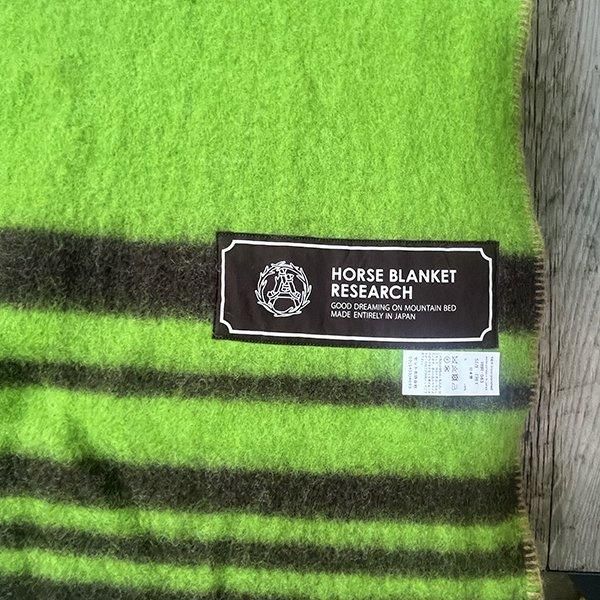 HORSE BLANKET
RESEARCH
GOOD DREAMING ON MOUNTAIN BED
MADE ENTIRELY IN JAPAN